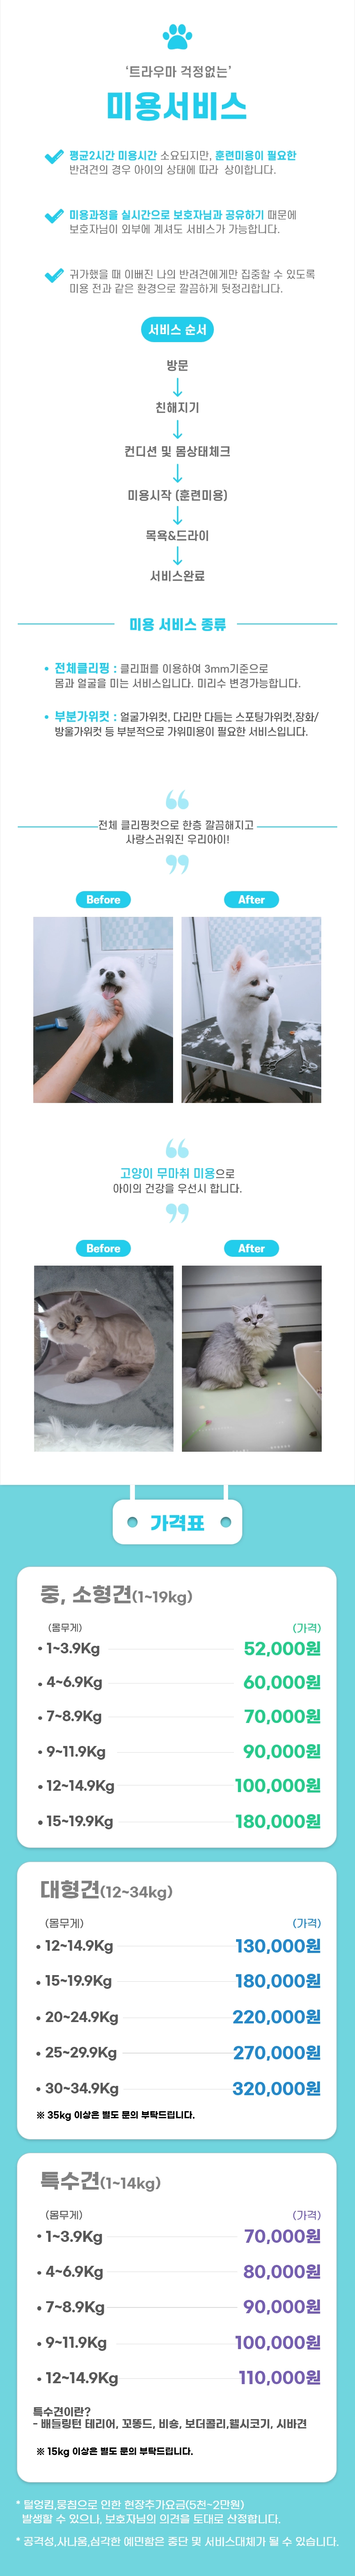 ‘트라우마 걱정없는’
미용서비스
평균2시간 미용시간 소요되지만, 훈련미용이 필요한
반려견의 경우 아이의 상태에 따라 상이합니다.
미용과정을 실시간으로 보호자님과 공유하기 때문에
보호자님이 외부에 계셔도 서비스가 가능합니다.
귀가했을 때 이뻐진 나의 반려견에게만 집중할 수 있도록
미용 전과 같은 환경으로 깔끔하게 뒷정리합니다.
서비스 순서
방문
친해지기
컨디션 및 몸상태체크
미용시작 (훈련미용)
목욕&드라이
서비스완료
미용 서비스 종류
• 전체클리핑 : 클리퍼를 이용하여 3mm기준으로
몸과 얼굴을 미는 서비스입니다. 미리수 변경가능합니다.
• 부분가위컷 : 얼굴가위컷, 다리만 다듬는 스포팅가위컷,장화/
방울가위컷 등 부분적으로 가위미용이 필요한 서비스입니다.
“
전체 클리핑컷으로 한층 깔끔해지고
사랑스러워진 우리아이!
”
Before
After
“
고양이 무마취 미용으로
아이의 건강을 우선시 합니다.
”
Before
After
가격표
중, 소형견(1~19kg)
(몸무게) (가격)
• 1~3.9Kg 52,000원
• 4~6.9Kg 60,000원
• 7~8.9Kg 70,000원
• 9~11.9Kg 90,000원
• 12~14.9Kg 100,000원
• 15~19.9Kg 180,000원
대형견(12~34kg)
(몸무게) (가격)
• 12~14.9Kg 130,000원
• 15~19.9Kg 180,000원
• 20~24.9Kg 220,000원
• 25~29.9Kg 270,000원
• 30~34.9Kg 320,000원
※ 35kg 이상은 별도 문의 부탁드립니다.
특수견(1~14kg)
(몸무게) (가격)
• 1~3.9Kg 70,000원
• 4~6.9Kg 80,000원
• 7~8.9Kg 90,000원
• 9~11.9Kg 100,000원
• 12~14.9Kg 110,000원
특수견이란?
- 배들링턴 테리어, 꼬똥드, 비숑, 보더콜리,웰시코기, 시바견
※ 15kg 이상은 별도 문의 부탁드립니다.
* 털엉킴,뭉침으로 인한 현장추가요금(5천~2만원)
발생할 수 있으나, 보호자님의 의견을 토대로 산정합니다.
* 공격성,사나움,심각한 예민함은 중단 및 서비스대체가 될 수 있습니다.